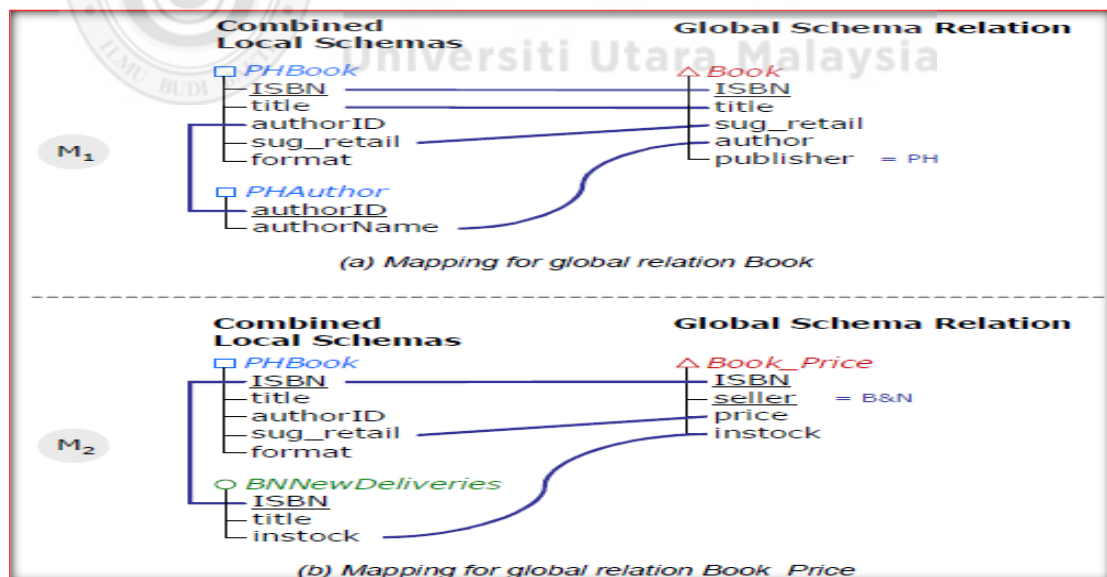 Combined
Local Schemas
Global Schema Relation
Universiti Utara Malaysia
ILMU BUDI
M1
PHBook
ISBN
title
authorID
sug_retail
format
PHAuthor
authorID
authorName
Book
ISBN
title
sug_retail
author
publisher = PH
(a) Mapping for global relation Book
Combined
Local Schemas
Global Schema Relation
M2
PHBook
ISBN
title
authorID
sug_retail
format
BNNewDeliveries
ISBN
title
instock
Book_Price
ISBN
seller = B&N
price
instock
(b) Mapping for global relation Book_Price